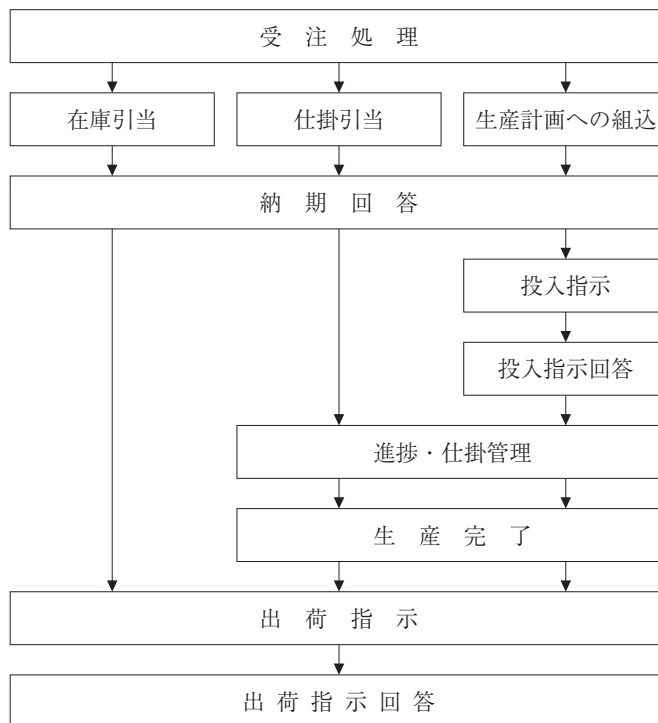 受注処理
在庫引当
仕掛引当
生産計画への組込
納期回答
投入指示
投入指示回答
進捗・仕掛管理
生産完了
出荷指示
出荷指示回答